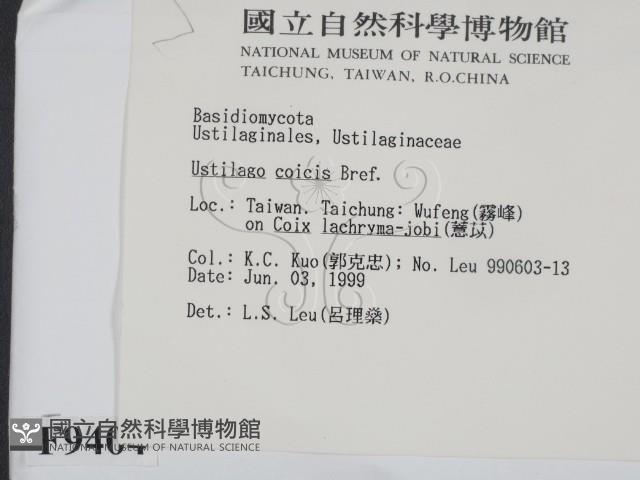 國立自然科學博物館
NATIONAL MUSEUM OF NATURAL SCIENCE
TAICHUNG, TAIWAN, R.O.CHINA
Basidiomycota
Ustilaginales, Ustilaginaceae
Ustilago coicis Bref.
Loc.: Taiwan. Taichung: Wufeng(霧峰)
on Coix lachryma-jobi(薏苡)
Col.: K.C. Kuo(郭克忠); No. Leu 990603-13
Date: Jun. 03, 1999
Det.: L.S. Leu(呂理燊)
國立自然科學博物館
NATIONAL MUSEUM OF NATURAL SCIENCE